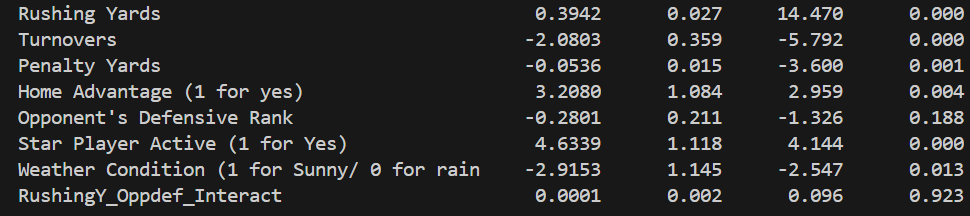 Rushing Yards 0.3942 0.027 14.470 0.000
Turnovers -2.0803 0.359 -5.792 0.000
Penalty Yards -0.0536 0.015 -3.600 0.001
Home Advantage (1 for yes) 3.2080 1.084 2.959 0.004
Opponent's Defensive Rank -0.2801 0.211 -1.326 0.188
Star Player Active (1 for Yes) 4.6339 1.118 4.144 0.000
Weather Condition (1 for Sunny/ 0 for rain -2.9153 1.145 -2.547 0.013
RushingY_Oppdef_Interact 0.0001 0.002 0.096 0.923